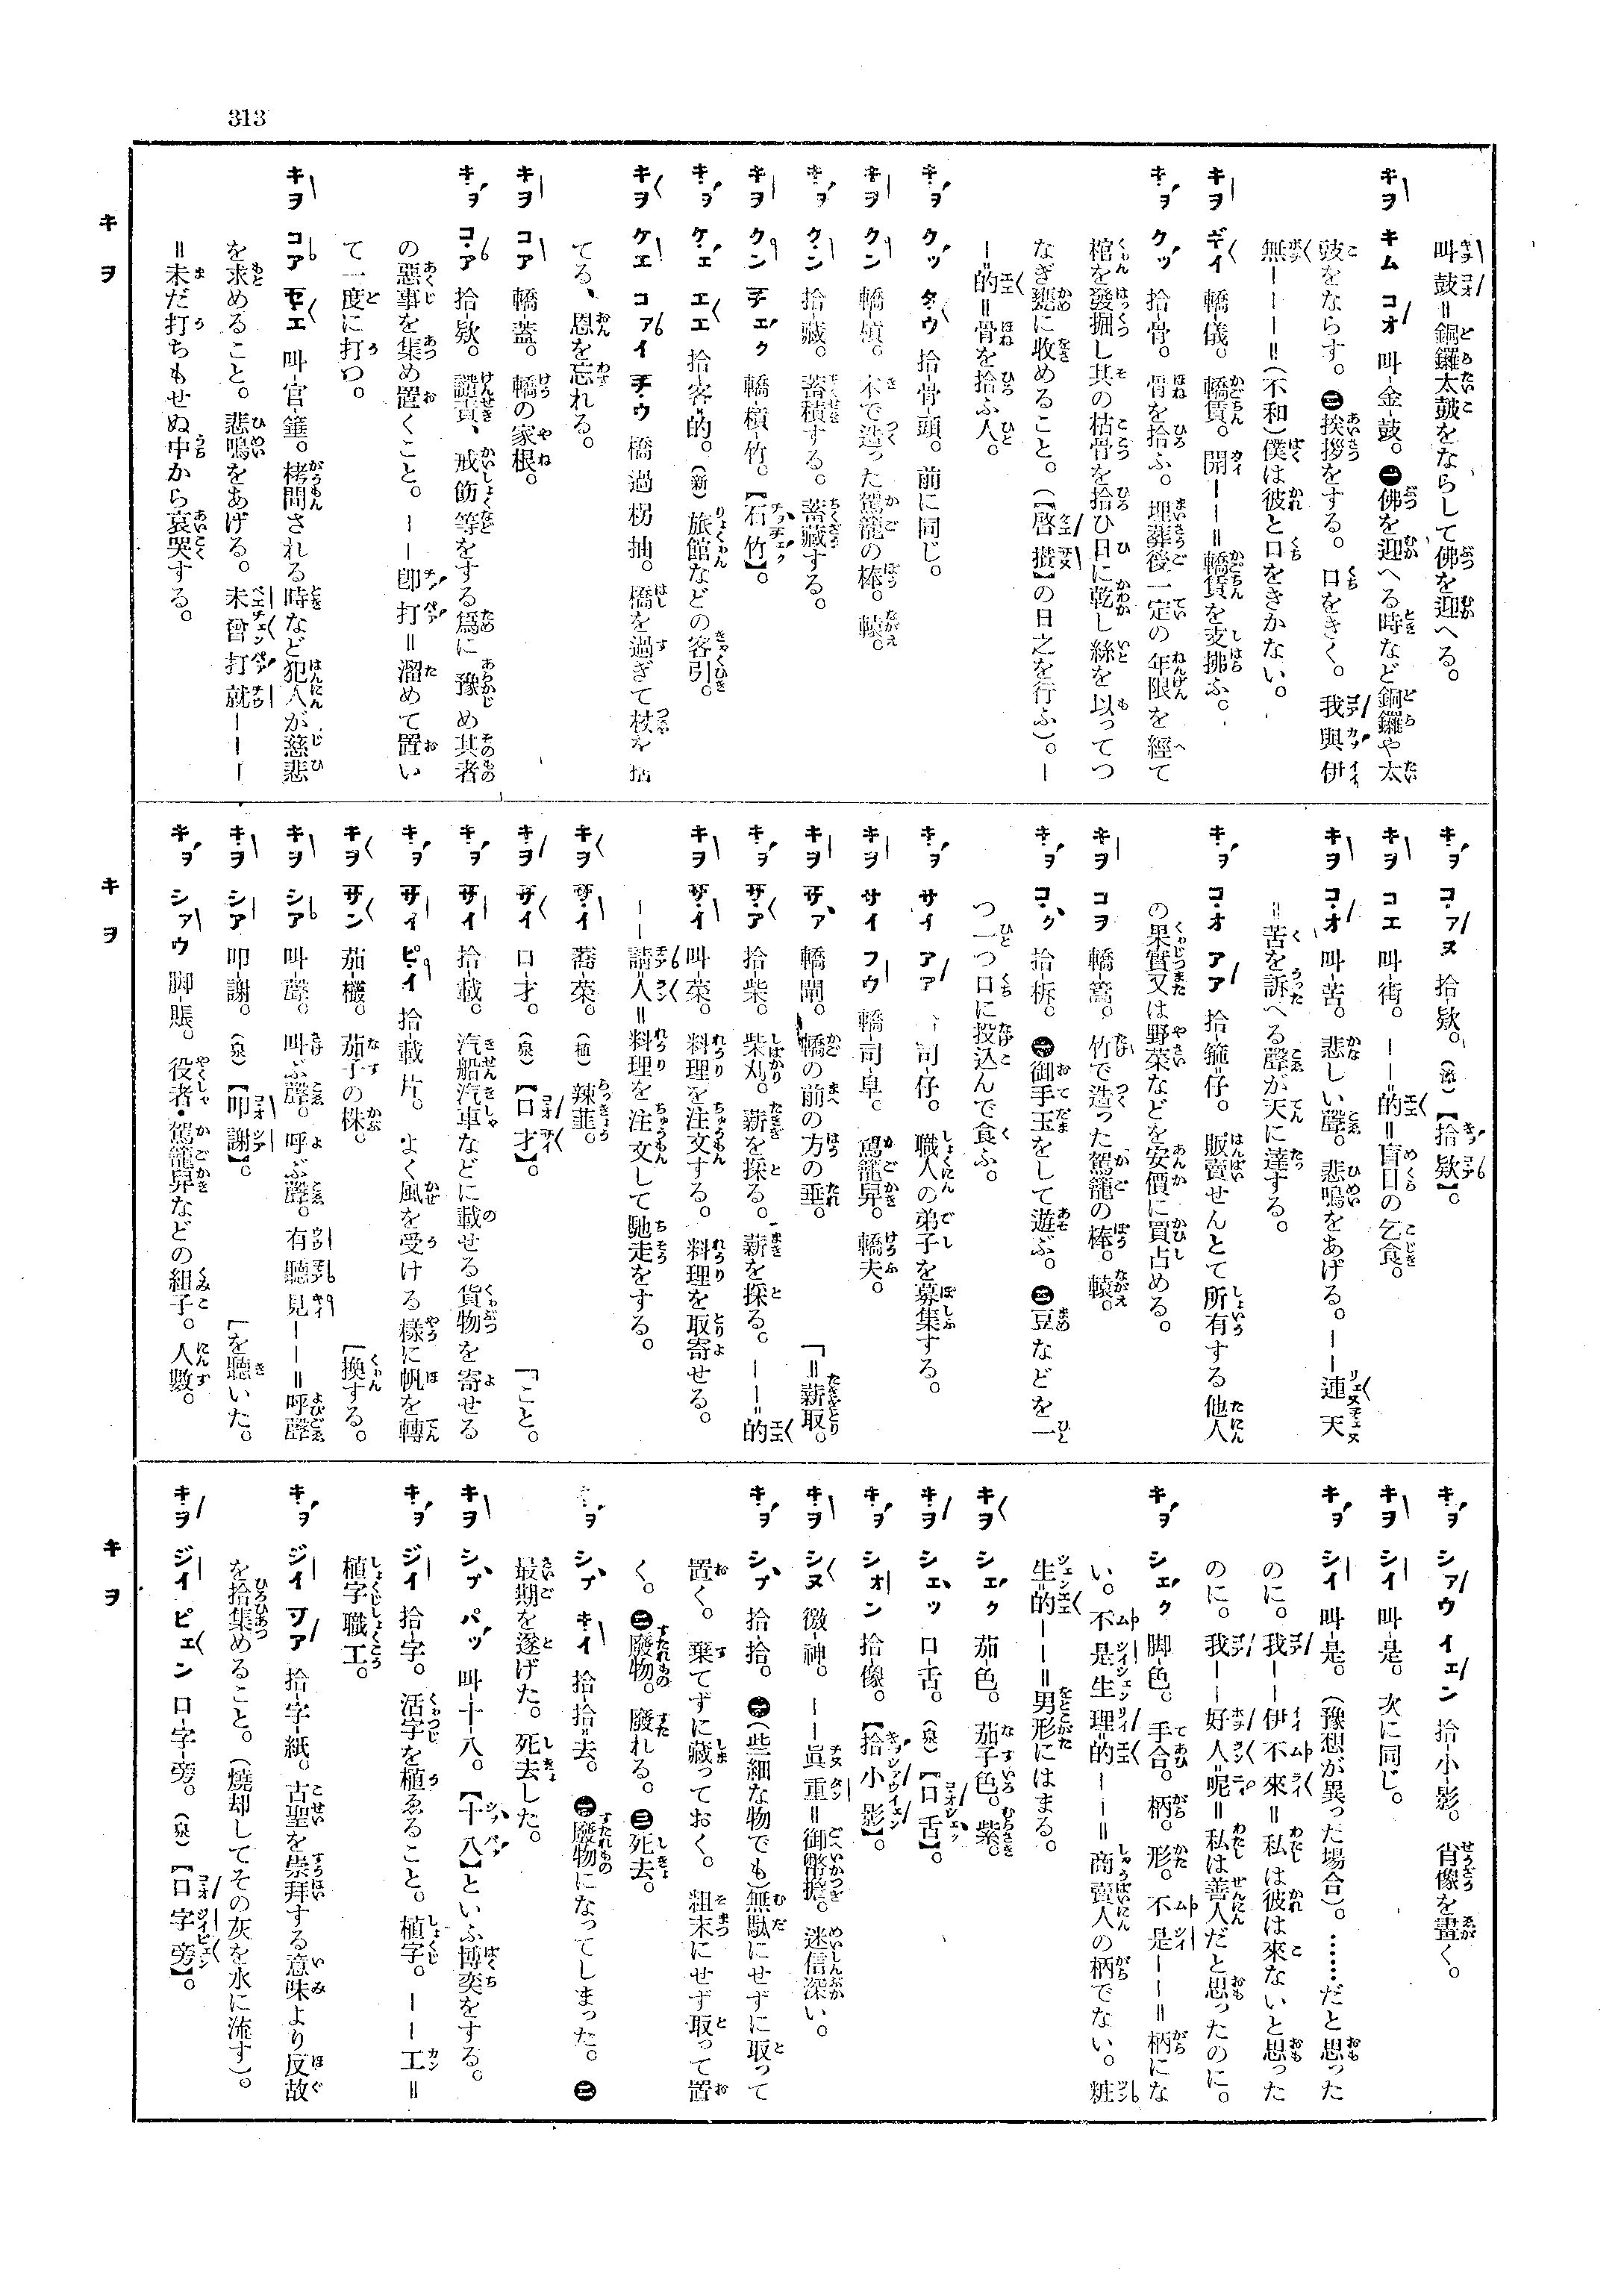 313
叫鼓=銅鑼太皷をならして佛を迎へる。
キヲ キム コオ 叫-金-鼓。㊀佛を迎へる時など銅鑼や太
皷をならす。㊁挨拶をする。口をきく。我與伊
無———=(不和)僕は彼と口をきかない。
キヲ ギイ 轎儀。轎賃。開——=轎賃を支拂ふ。
キヲ クッ 拾-骨。骨を拾ふ。埋葬後一定の年限を經て
棺を發掘し其の枯骨を拾ひ日に乾し絲を以ってつ
なぎ甕に收めること。(【啓攢】の日之を行ふ)。—
—=的=骨を拾ふ人。
キヲ クッ タウ 拾-骨-頭。前に同じ。
キヲ クン 轎-槓。木で造った駕籠の棒。轅。
キヲ クン 拾-藏。蓄積する。蓄藏する。
キヲ クン チェク 轎-槓-竹。【石竹】。
キヲ ケェ エエ 拾-客=的。(新)旅館などの客引。
キヲ ケエ コアイ チウ 橋過柺抽。橋を過ぎて杖を捨
てる、恩を忘れる。
キヲ コア 轎蓋。轎の家根。
キヲ コア 拾欵。譴責、戒飭等をする爲に豫め其者
の惡事を集め置くこと。——卽打=溜めて置い
て一度に打つ。
キヲ コア セエ 叫-官-箠。拷問される時など犯人が慈悲
を求めること。悲鳴をあげる。未曾打就———
=未だ打ちもせぬ中から哀哭する。
キヲ コアヌ 拾欵。(漳)【拾欵】。
キヲ コエ 叫-街。——的=盲目の乞食。
キヲ コオ 叫-苦。悲しい聲。悲鳴をあげる。——連天
=苦を訴へる聲が天に達する。
キヲ コオ アア 拾-箍=仔。販賣せんとて所有する他人
の果實又は野菜などを安價に買占める。
キヲ コヲ 轎篙。竹で造った駕籠の棒。轅。
キヲ コク 拾-柝。㊀御手玉をして遊ぶ。㊁豆などを一
つ一つ口に投込んで食ふ。
キヲ サイ アア 司-仔。職人の弟子を募集する。
キヲ サイ フウ 轎-司-阜。駕籠舁。轎夫。
キヲ サァ 轎-閘。轎の前の方の垂。
キヲ サア 拾-柴。柴刈。薪を採る。薪を採る。——=的[=薪取。
キヲ サイ 叫-菜。料理を注文する。料理を取寄せる。
——請=人=料理を注文して馳走をする。
キヲ サイ 蕎-菜。(植)辣韮。
キヲ サイ 口-才。(泉)【口才】。
キヲ サイ 拾-載。汽船汽車などに載せる貨物を寄せる[こと。
キヲ サイ ピイ 拾-載片。よく風を受ける樣に帆を轉[換する。
キヲ サン 茄-欉。茄子の株。
キヲ シア 叫-聲。叫ぶ聲。呼ぶ聲。有聽見——=呼聲[を聽いた。
キヲ シア 叩-謝。(泉)【叩謝】。
キヲ シァウ 脚-賬。役者・駕籠舁などの組子。人數。
キヲ シアウ イェン 拾-小-影。肖像を畫く。
キヲ シイ 叫-是。次に同じ。
キヲ シイ 叫-是。(豫想が異った場合)。……だと思った
のに。我——伊不來=私は彼は來ないと思った
のに。我——好人=呢=私は善人だと思ったのに。
キヲ シェク 脚-色。手合。柄。形。不是——=柄にな
い。不是生理=的——=商賣人の柄でない。粧
生=的——=男形にはまる。
キヲ シェク 茄-色。茄子色。紫。
キヲ シェッ 口-舌。(泉)【口舌】。
キヲ シオン 拾-像。【拾小影】。
キヲ シヌ 徼-神。——眞重=御幣擔。迷信深い。
キヲ シプ 拾-拾。㊀(些細な物でも)無駄にせずに取って
置く。棄てずに藏っておく。粗末にせず取って置
く。㊁廢物。廢れる。㊂死去。
キヲ シプ キイ 拾-拾=去。㊀廢物になってしまった。㊁
最期を遂げた。死去した。
キヲ シプ パッ 叫-十-八。【十八】といふ博奕をする。
キヲ ジイ 拾-字。活字を植ゑること。植字。——工=
植字職工。
キヲ ジイ ツァ 拾-字-紙。古聖を崇拜する意味より反故
を拾集めること。(燒却してその灰を水に流す)。
キヲ ジイ ピェン 口-字-旁。(泉)【口字旁】。
キヲ
キヲ
キヲ